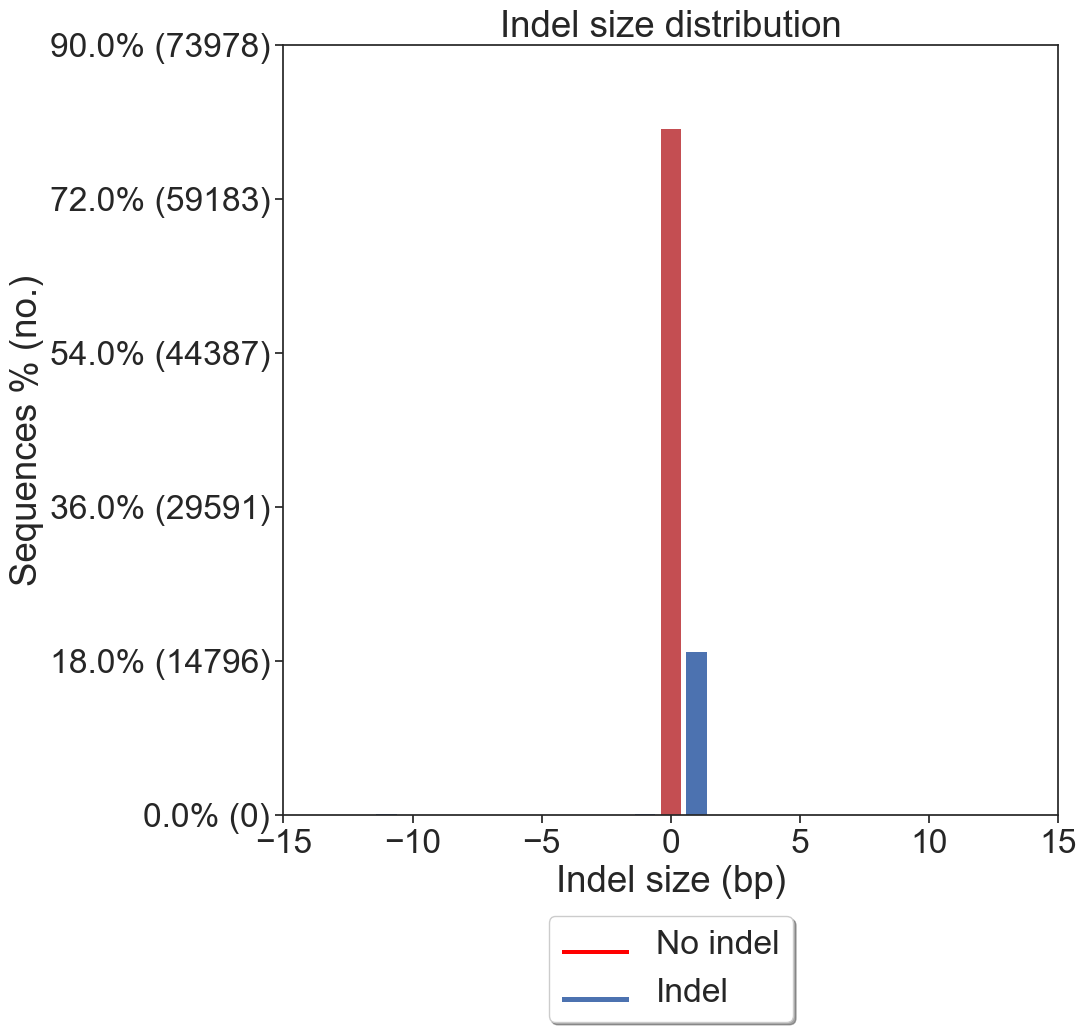 Indel size distribution
90.0% (73978)
72.0% (59183)
54.0% (44387)
36.0% (29591)
18.0% (14796)
0.0% (0)
Sequences % (no.)
−15 −10 −5 0 5 10 15
Indel size (bp)
No indel
Indel